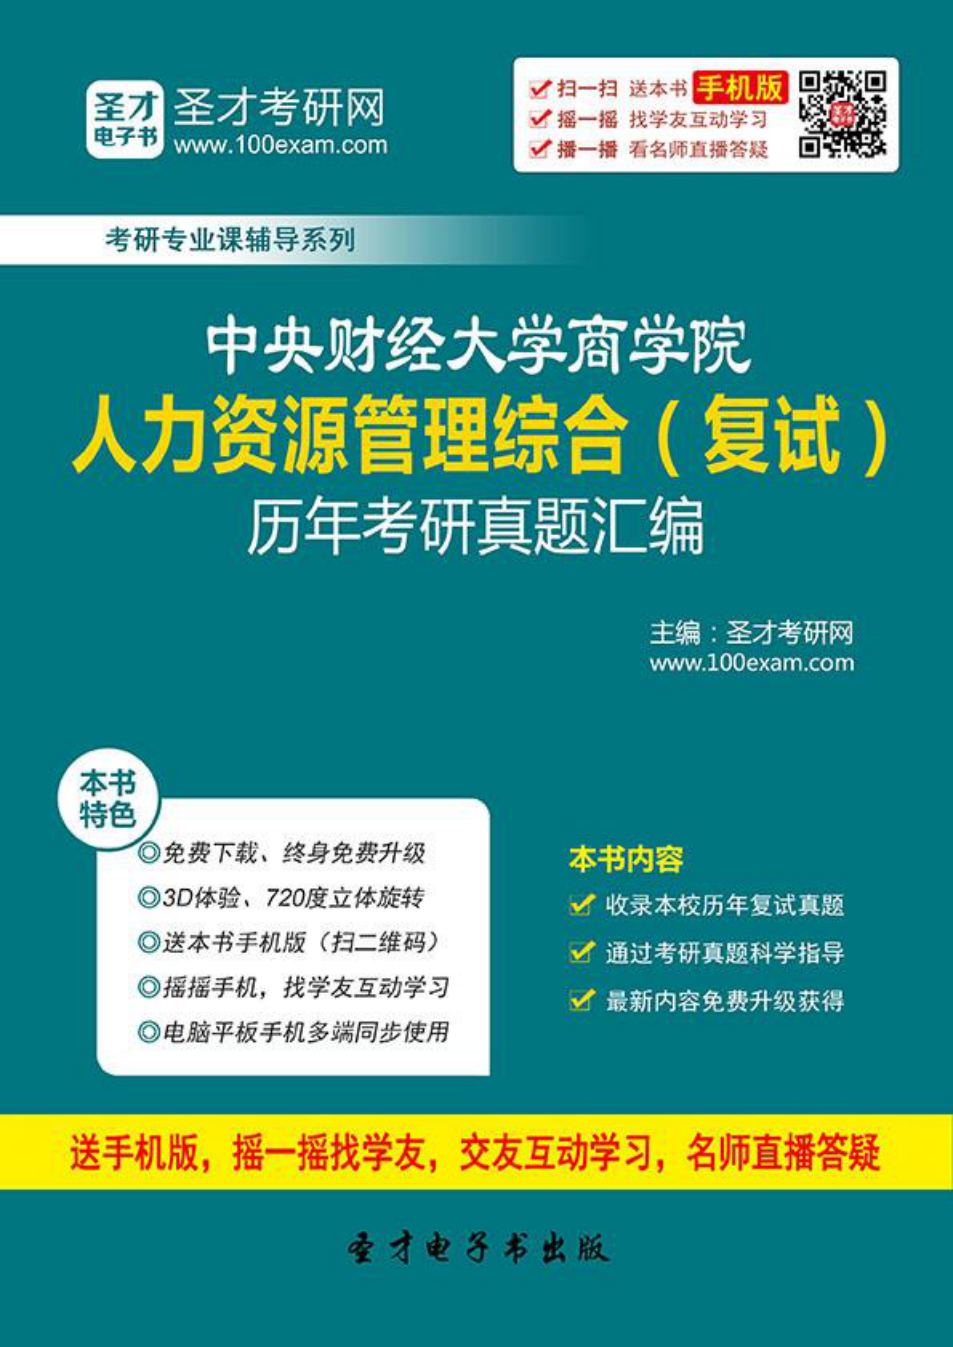 圣才
电子书
圣才考研网
www.100exam.com
扫一扫 送本书 手机版
摇一摇 找学友互动学习
播一播 看名师直播答疑
圣才
电子书
考研专业课辅导系列
中央财经大学商学院
人力资源管理综合（复试）
历年考研真题汇编
主编：圣才考研网
www.100exam.com
本书
特色
◎免费下载、终身免费升级
◎3D体验、720度立体旋转
◎送本书手机版（扫二维码）
◎摇摇手机，找学友互动学习
◎电脑平板手机多端同步使用
本书内容
收录本校历年复试真题
通过考研真题科学指导
最新内容免费升级获得
送手机版，摇一摇找学友，交友互动学习，名师直播答疑
圣才电子书出版